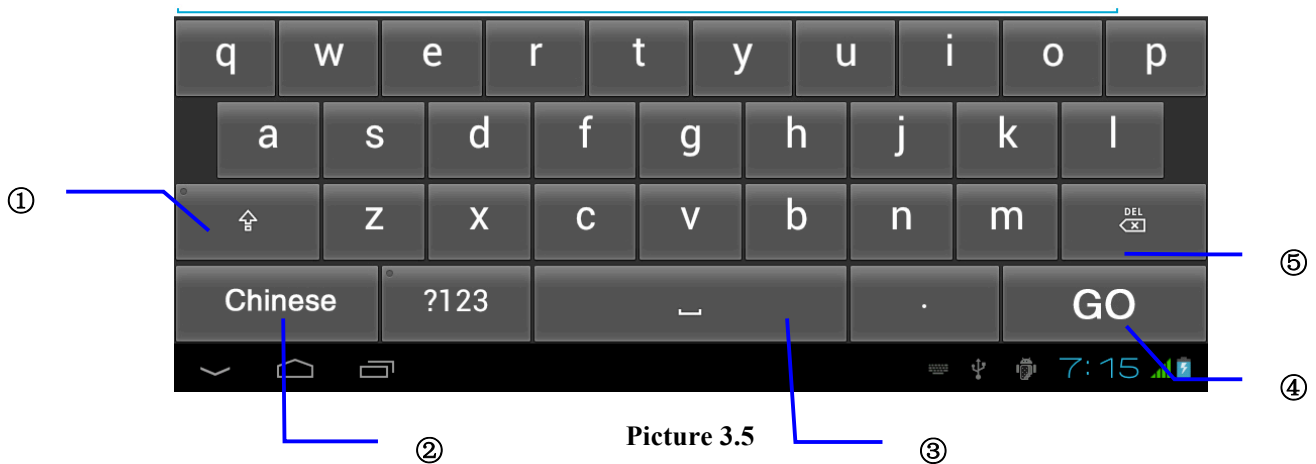 q w e r t y u i o p
a s d f g h j k l
①
z x c v b n m DEL
⑤
Chinese ?123 . GO
7:15
④
② Picture 3.5 ③